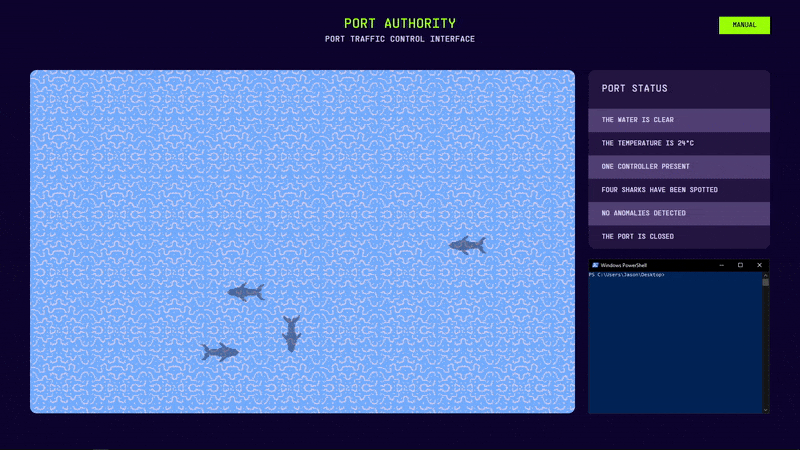 PORT AUTHORITY
PORT TRAFFIC CONTROL INTERFACE
MANUAL
PORT STATUS
THE WATER IS CLEAR
THE TEMPERATURE IS 24°C
ONE CONTROLLER PRESENT
FOUR SHARKS HAVE BEEN SPOTTED
NO ANOMALIES DETECTED
THE PORT IS CLOSED
Windows PowerShell
PS C:\Users\Jason\Desktop>